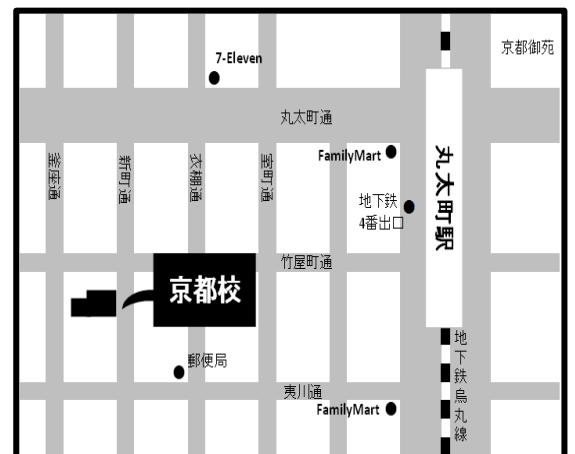 京都御苑
7-Eleven
丸太町通
FamilyMart
丸太町駅
釜座通
新町通
衣棚通
室町通
地下鉄
4番出口
竹屋町通
京都校
郵便局
地下鉄烏丸線
夷川通
FamilyMart